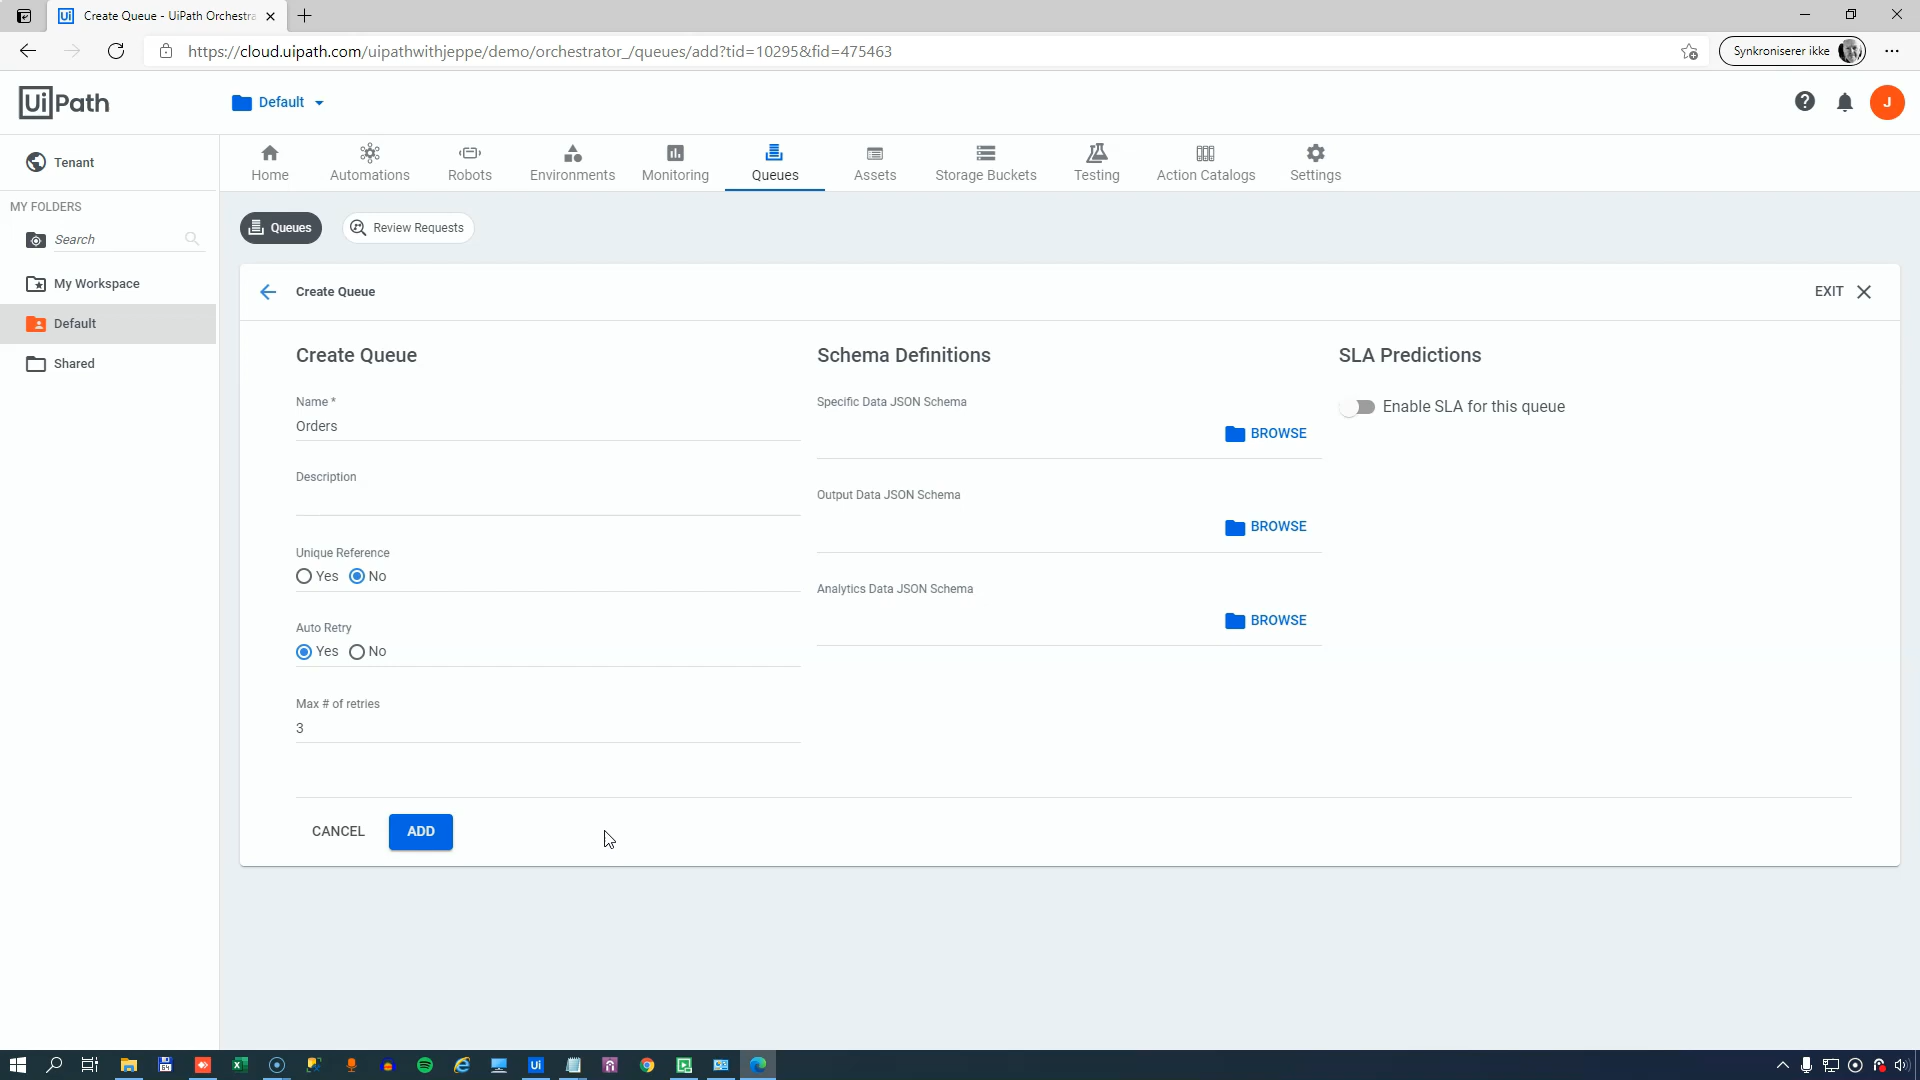 Create Queue - UiPath Orchestra
https://cloud.uipath.com/uipathwithjeppe/demo/orchestrator_/queues/add?tid=10295&fid=475463
Synkroniserer ikke
UiPath
Default
J
Tenant
Home
Automations
Robots
Environments
Monitoring
Queues
Assets
Storage Buckets
Testing
Action Catalogs
Settings
MY FOLDERS
Search
My Workspace
Default
Shared
Queues
Review Requests
Create Queue
EXIT
Create Queue
Name *
Orders
Description
Unique Reference
Yes No
Auto Retry
Yes No
Max # of retries
3
Schema Definitions
Specific Data JSON Schema
BROWSE
Output Data JSON Schema
BROWSE
Analytics Data JSON Schema
BROWSE
SLA Predictions
Enable SLA for this queue
CANCEL
ADD